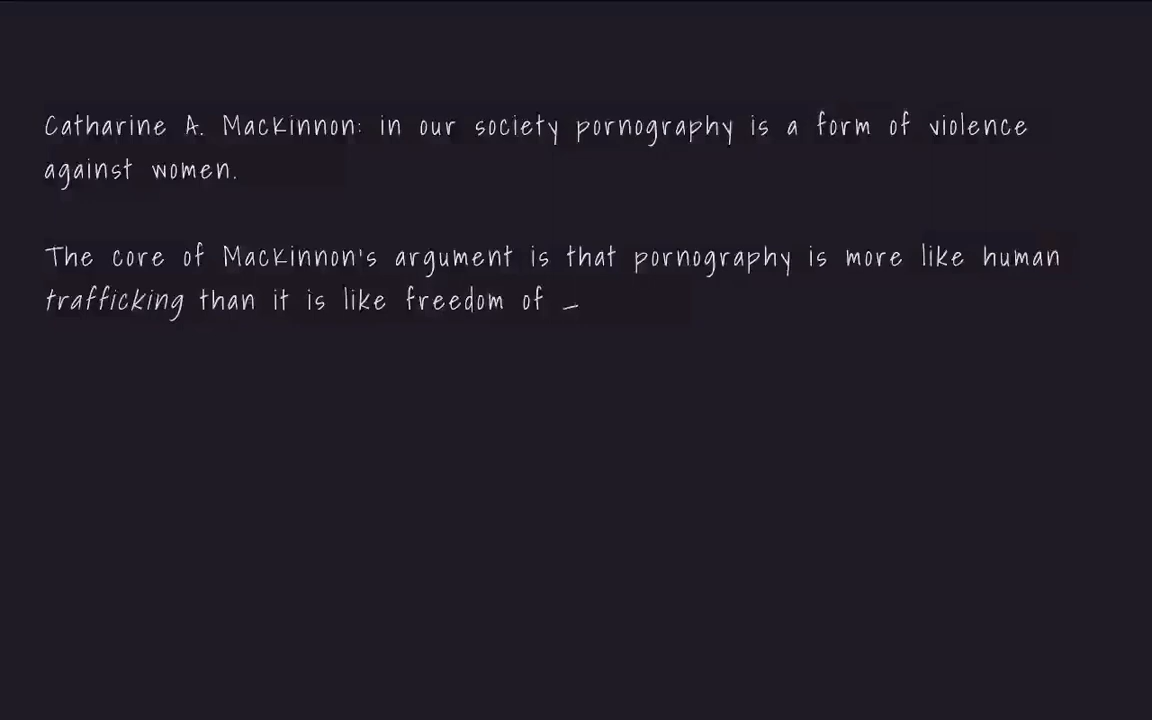 Catharine A. MacKinnon: in our society pornography is a form of violence
against women.
The core of MacKinnon's argument is that pornography is more like human
trafficking than it is like freedom of